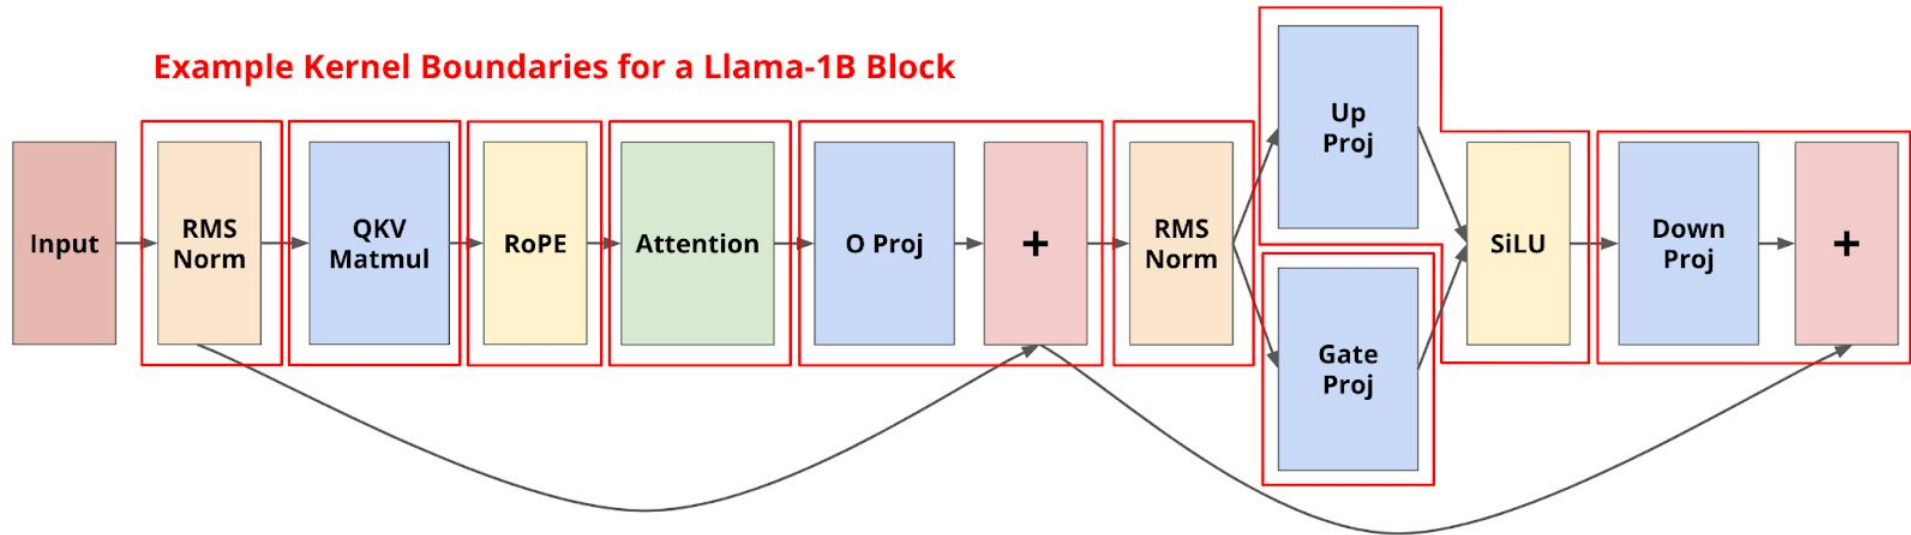 Example Kernel Boundaries for a Llama-1B Block
Input
RMS
Norm
QKV
Matmul
RoPE
Attention
O Proj
+
RMS
Norm
Up
Proj
Gate
Proj
SiLU
Down
Proj
+